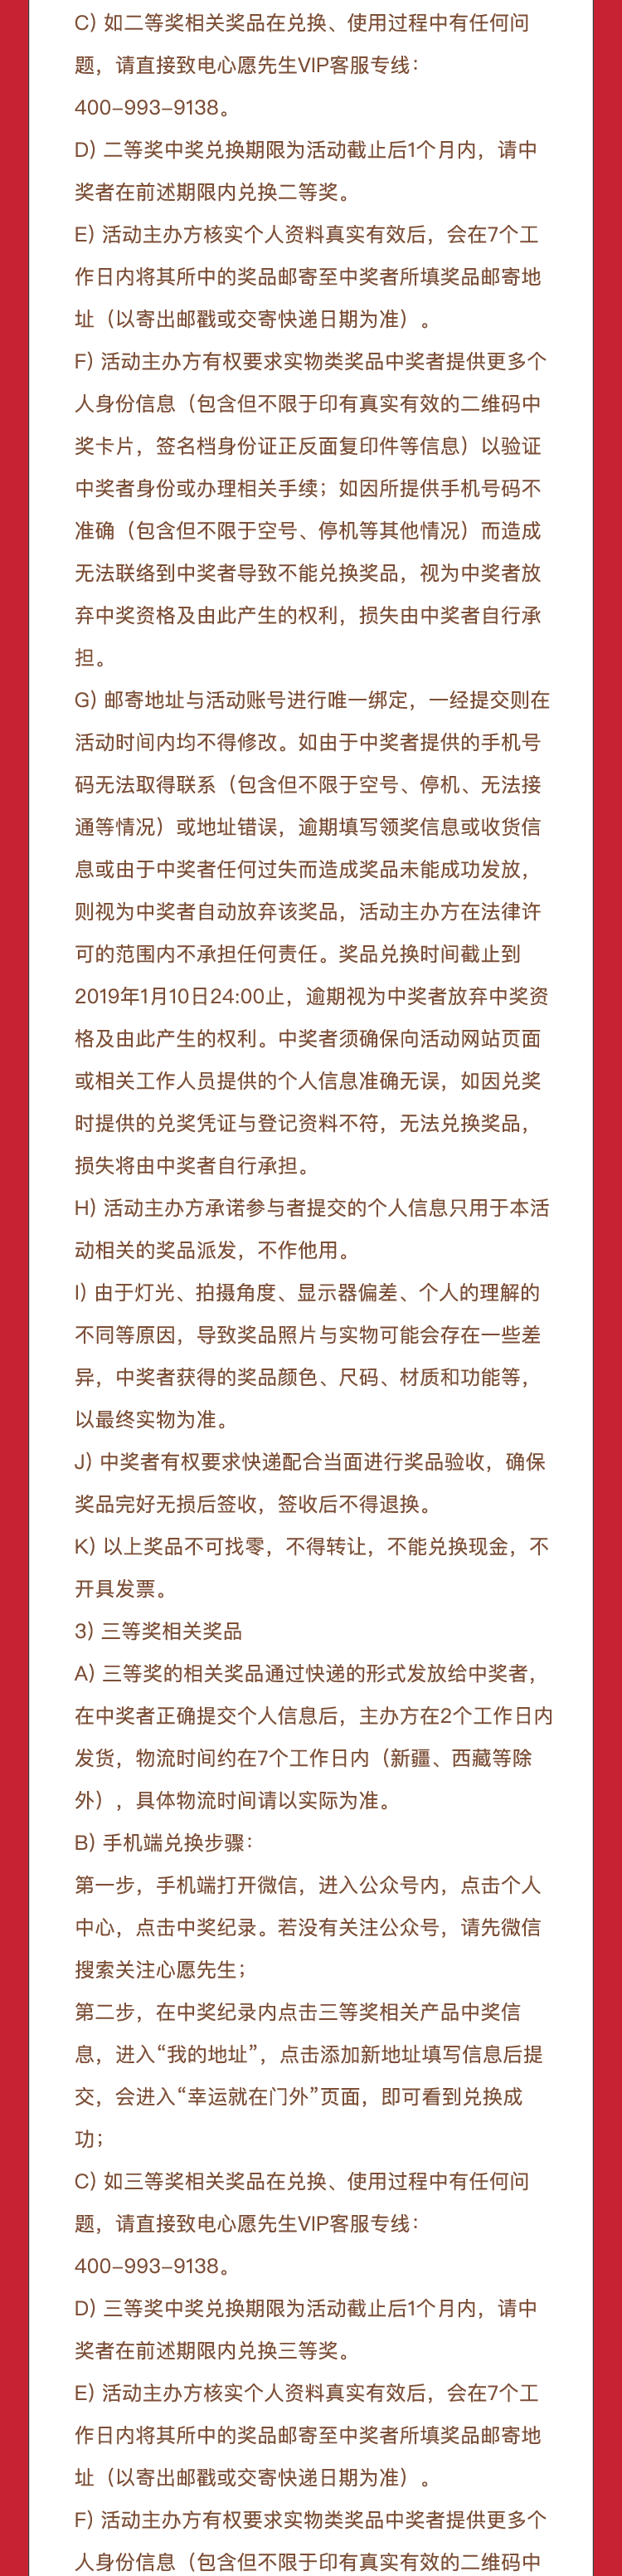 C) 如二等奖相关奖品在兑换、使用过程中有任何问
题，请直接致电心愿先生VIP客服专线：
400-993-9138。
D) 二等奖中奖兑换期限为活动截止后1个月内，请中
奖者在前述期限内兑换二等奖。
E) 活动主办方核实个人资料真实有效后，会在7个工
作日内将其所中的奖品邮寄至中奖者所填奖品邮寄地
址（以寄出邮戳或交寄快递日期为准）。
F) 活动主办方有权要求实物类奖品中奖者提供更多个
人身份信息（包含但不限于印有真实有效的二维码中
奖卡片，签名档身份证正反面复印件等信息）以验证
中奖者身份或办理相关手续；如因所提供手机号码不
准确（包含但不限于空号、停机等其他情况）而造成
无法联络到中奖者导致不能兑换奖品，视为中奖者放
弃中奖资格及由此产生的权利，损失由中奖者自行承
担。
G) 邮寄地址与活动账号进行唯一绑定，一经提交则在
活动时间内均不得修改。如由于中奖者提供的手机号
码无法取得联系（包含但不限于空号、停机、无法接
通等情况）或地址错误，逾期填写领奖信息或收货信
息或由于中奖者任何过失而造成奖品未能成功发放，
则视为中奖者自动放弃该奖品，活动主办方在法律许
可的范围内不承担任何责任。奖品兑换时间截止到
2019年1月10日24:00止，逾期视为中奖者放弃中奖资
格及由此产生的权利。中奖者须确保向活动网站页面
或相关工作人员提供的个人信息准确无误，如因兑奖
时提供的兑奖凭证与登记资料不符，无法兑换奖品，
损失将由中奖者自行承担。
H) 活动主办方承诺参与者提交的个人信息只用于本活
动相关的奖品派发，不作他用。
I) 由于灯光、拍摄角度、显示器偏差、个人的理解的
不同等原因，导致奖品照片与实物可能会存在一些差
异，中奖者获得的奖品颜色、尺码、材质和功能等，
以最终实物为准。
J) 中奖者有权要求快递配合当面进行奖品验收，确保
奖品完好无损后签收，签收后不得退换。
K) 以上奖品不可找零，不得转让，不能兑换现金，不
开具发票。
3) 三等奖相关奖品
A) 三等奖的相关奖品通过快递的形式发放给中奖者，
在中奖者正确提交个人信息后，主办方在2个工作日内
发货，物流时间约在7个工作日内（新疆、西藏等除
外），具体物流时间请以实际为准。
B) 手机端兑换步骤：
第一步，手机端打开微信，进入公众号内，点击个人
中心，点击中奖纪录。若没有关注公众号，请先微信
搜索关注心愿先生；
第二步，在中奖纪录内点击三等奖相关产品中奖信
息，进入“我的地址”，点击添加新地址填写信息后提
交，会进入“幸运就在门外”页面，即可看到兑换成
功；
C) 如三等奖相关奖品在兑换、使用过程中有任何问
题，请直接致电心愿先生VIP客服专线：
400-993-9138。
D) 三等奖中奖兑换期限为活动截止后1个月内，请中
奖者在前述期限内兑换三等奖。
E) 活动主办方核实个人资料真实有效后，会在7个工
作日内将其所中的奖品邮寄至中奖者所填奖品邮寄地
址（以寄出邮戳或交寄快递日期为准）。
F) 活动主办方有权要求实物类奖品中奖者提供更多个
人身份信息（包含但不限于印有真实有效的二维码中